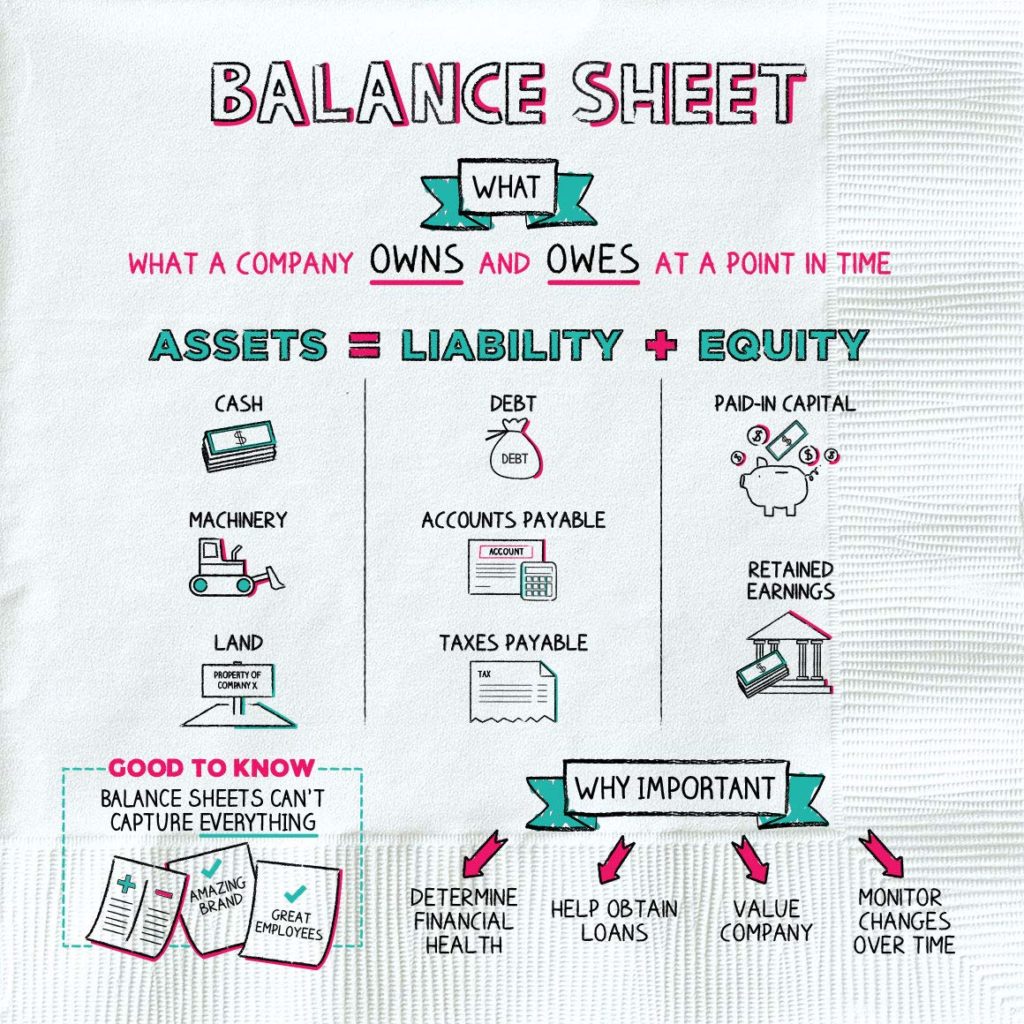 BALANCE SHEET
WHAT
WHAT A COMPANY OWNS AND OWES AT A POINT IN TIME
ASSETS = LIABILITY + EQUITY
CASH
$
MACHINERY
LAND
PROPERTY OF
COMPANY X
DEBT
DEBT
ACCOUNTS PAYABLE
ACCOUNT
TAXES PAYABLE
TAX
PAID-IN CAPITAL
$
$
$
$
$
RETAINED
EARNINGS
$
GOOD TO KNOW
BALANCE SHEETS CAN'T
CAPTURE EVERYTHING
+ −
AMAZING
BRAND
GREAT
EMPLOYEES
WHY IMPORTANT
DETERMINE
FINANCIAL
HEALTH
HELP OBTAIN
LOANS
VALUE
COMPANY
MONITOR
CHANGES
OVER TIME